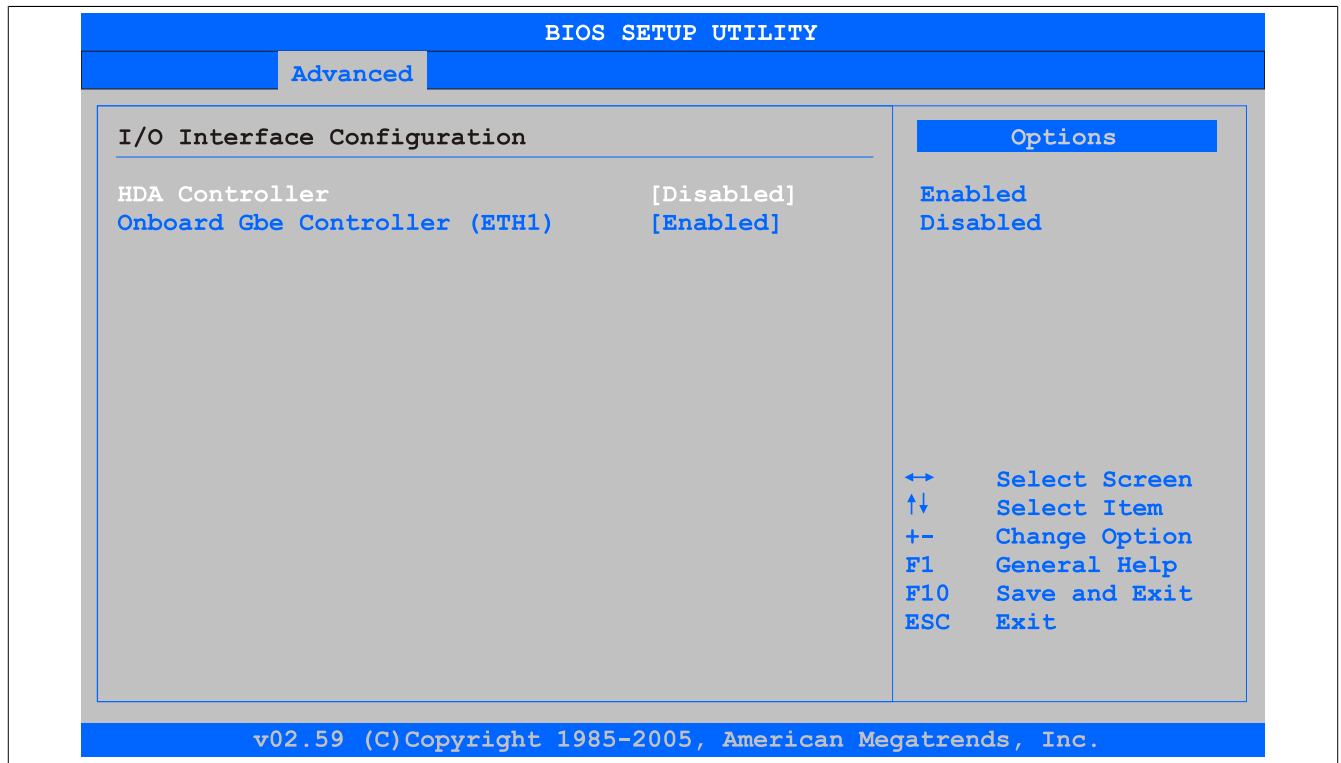 BIOS SETUP UTILITY
Advanced
I/O Interface Configuration
HDA Controller [Disabled]
Onboard Gbe Controller (ETH1) [Enabled]
Options
Enabled
Disabled
↔ Select Screen
↑↓ Select Item
+- Change Option
F1 General Help
F10 Save and Exit
ESC Exit
v02.59 (C)Copyright 1985-2005, American Megatrends, Inc.